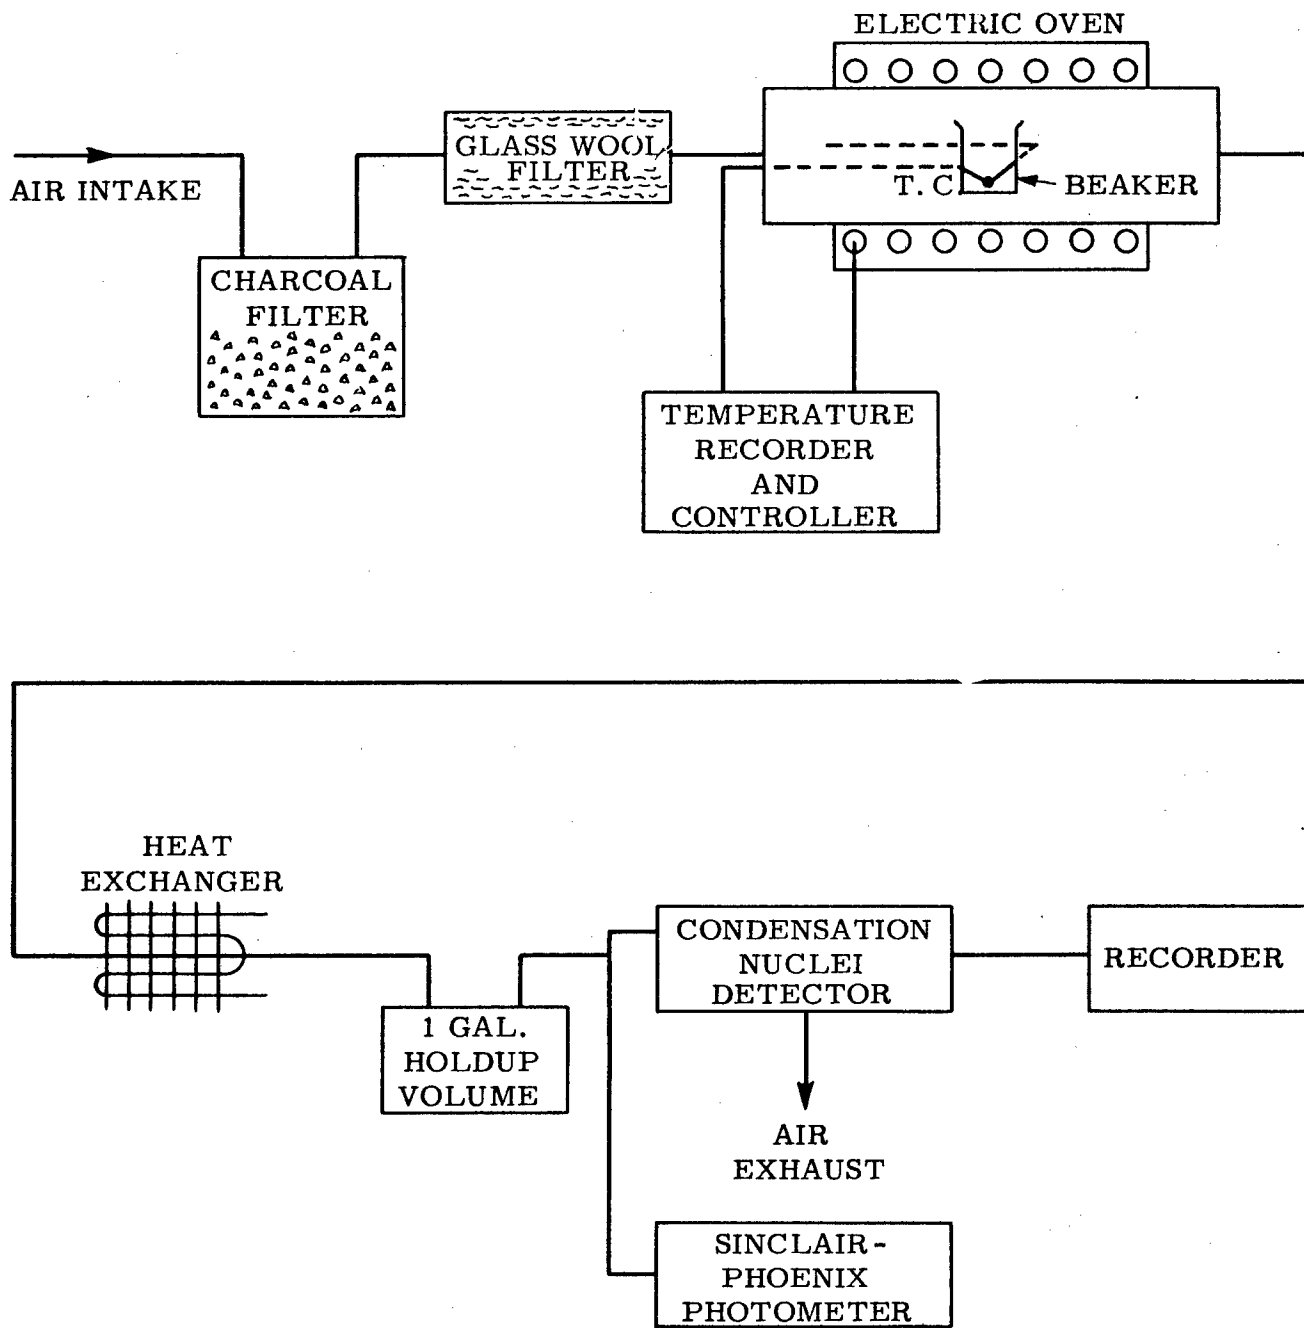 ELECTRIC OVEN
GLASS WOOL
FILTER
AIR INTAKE
T. C.
BEAKER
CHARCOAL
FILTER
TEMPERATURE
RECORDER
AND
CONTROLLER
HEAT
EXCHANGER
CONDENSATION
NUCLEI
DETECTOR
RECORDER
1 GAL.
HOLDUP
VOLUME
AIR
EXHAUST
SINCLAIR-
PHOENIX
PHOTOMETER